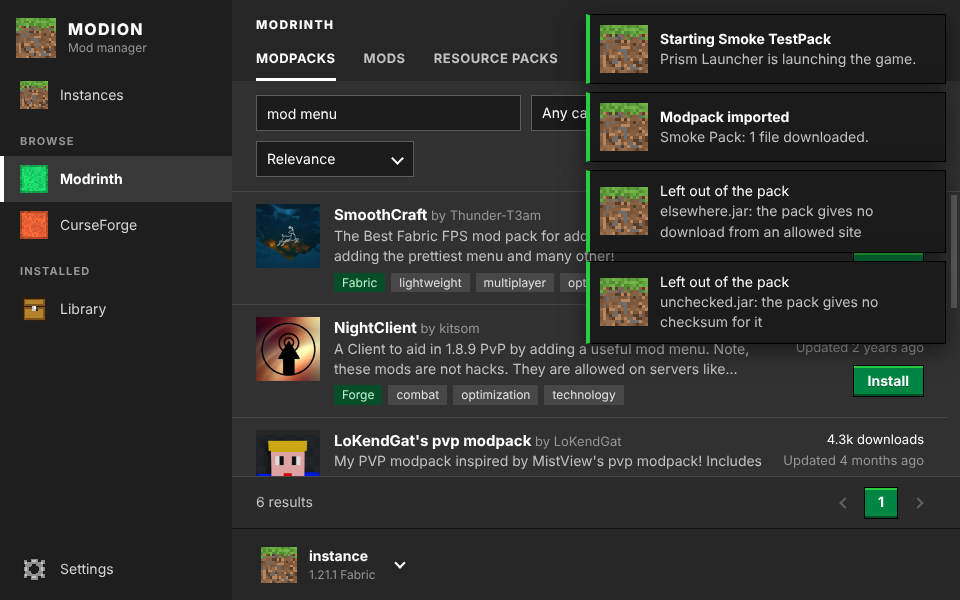 MODION
Mod manager
Instances
BROWSE
Modrinth
CurseForge
INSTALLED
Library
Settings
MODRINTH
MODPACKS
MODS
RESOURCE PACKS
mod menu
Any ca
Relevance
SmoothCraft by Thunder-T3am
The Best Fabric FPS mod pack for add
adding the prettiest menu and many other!
Fabric
lightweight
multiplayer
opt
NightClient by kitsom
A Client to aid in 1.8.9 PvP by adding a useful mod menu. Note,
these mods are not hacks. They are allowed on servers like...
Forge
combat
optimization
technology
Updated 2 years ago
Install
LoKendGat's pvp modpack by LoKendGat
My PVP modpack inspired by MistView's pvp modpack! Includes
4.3k downloads
Updated 4 months ago
6 results
1
instance
1.21.1 Fabric
Starting Smoke TestPack
Prism Launcher is launching the game.
Modpack imported
Smoke Pack: 1 file downloaded.
Left out of the pack
elsewhere.jar: the pack gives no
download from an allowed site
Left out of the pack
unchecked.jar: the pack gives no
checksum for it